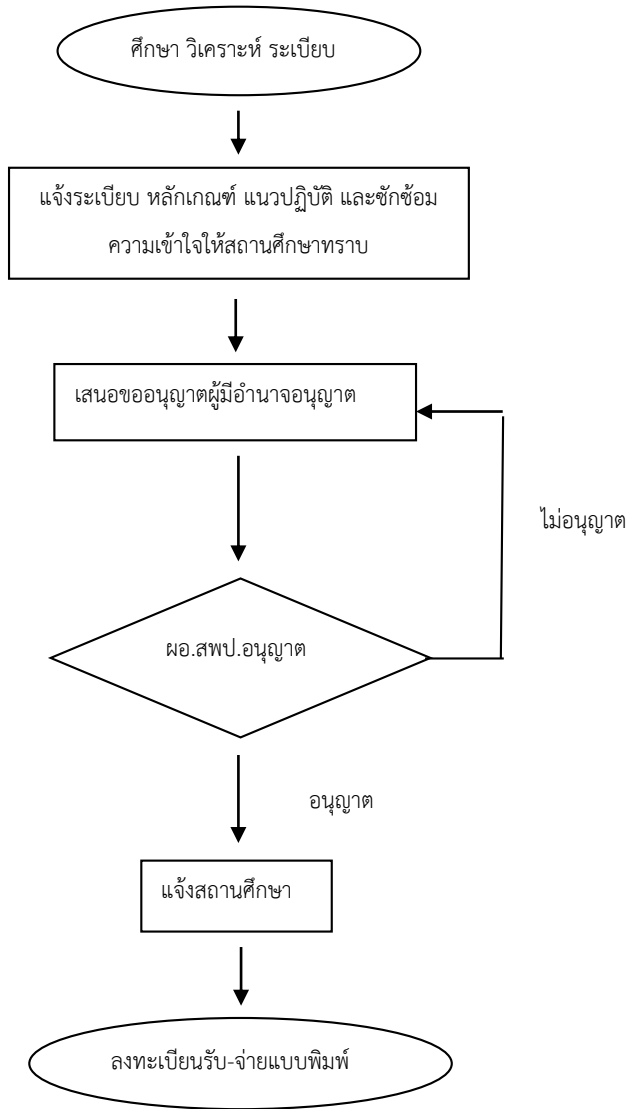 ศึกษา วิเคราะห์ ระเบียบ
แจ้งระเบียบ หลักเกณฑ์ แนวปฏิบัติ และซักซ้อม
ความเข้าใจให้สถานศึกษาทราบ
เสนอขออนุญาตผู้มีอำนาจอนุญาต
ไม่อนุญาต
ผอ.สพป.อนุญาต
อนุญาต
แจ้งสถานศึกษา
ลงทะเบียนรับ-จ่ายแบบพิมพ์